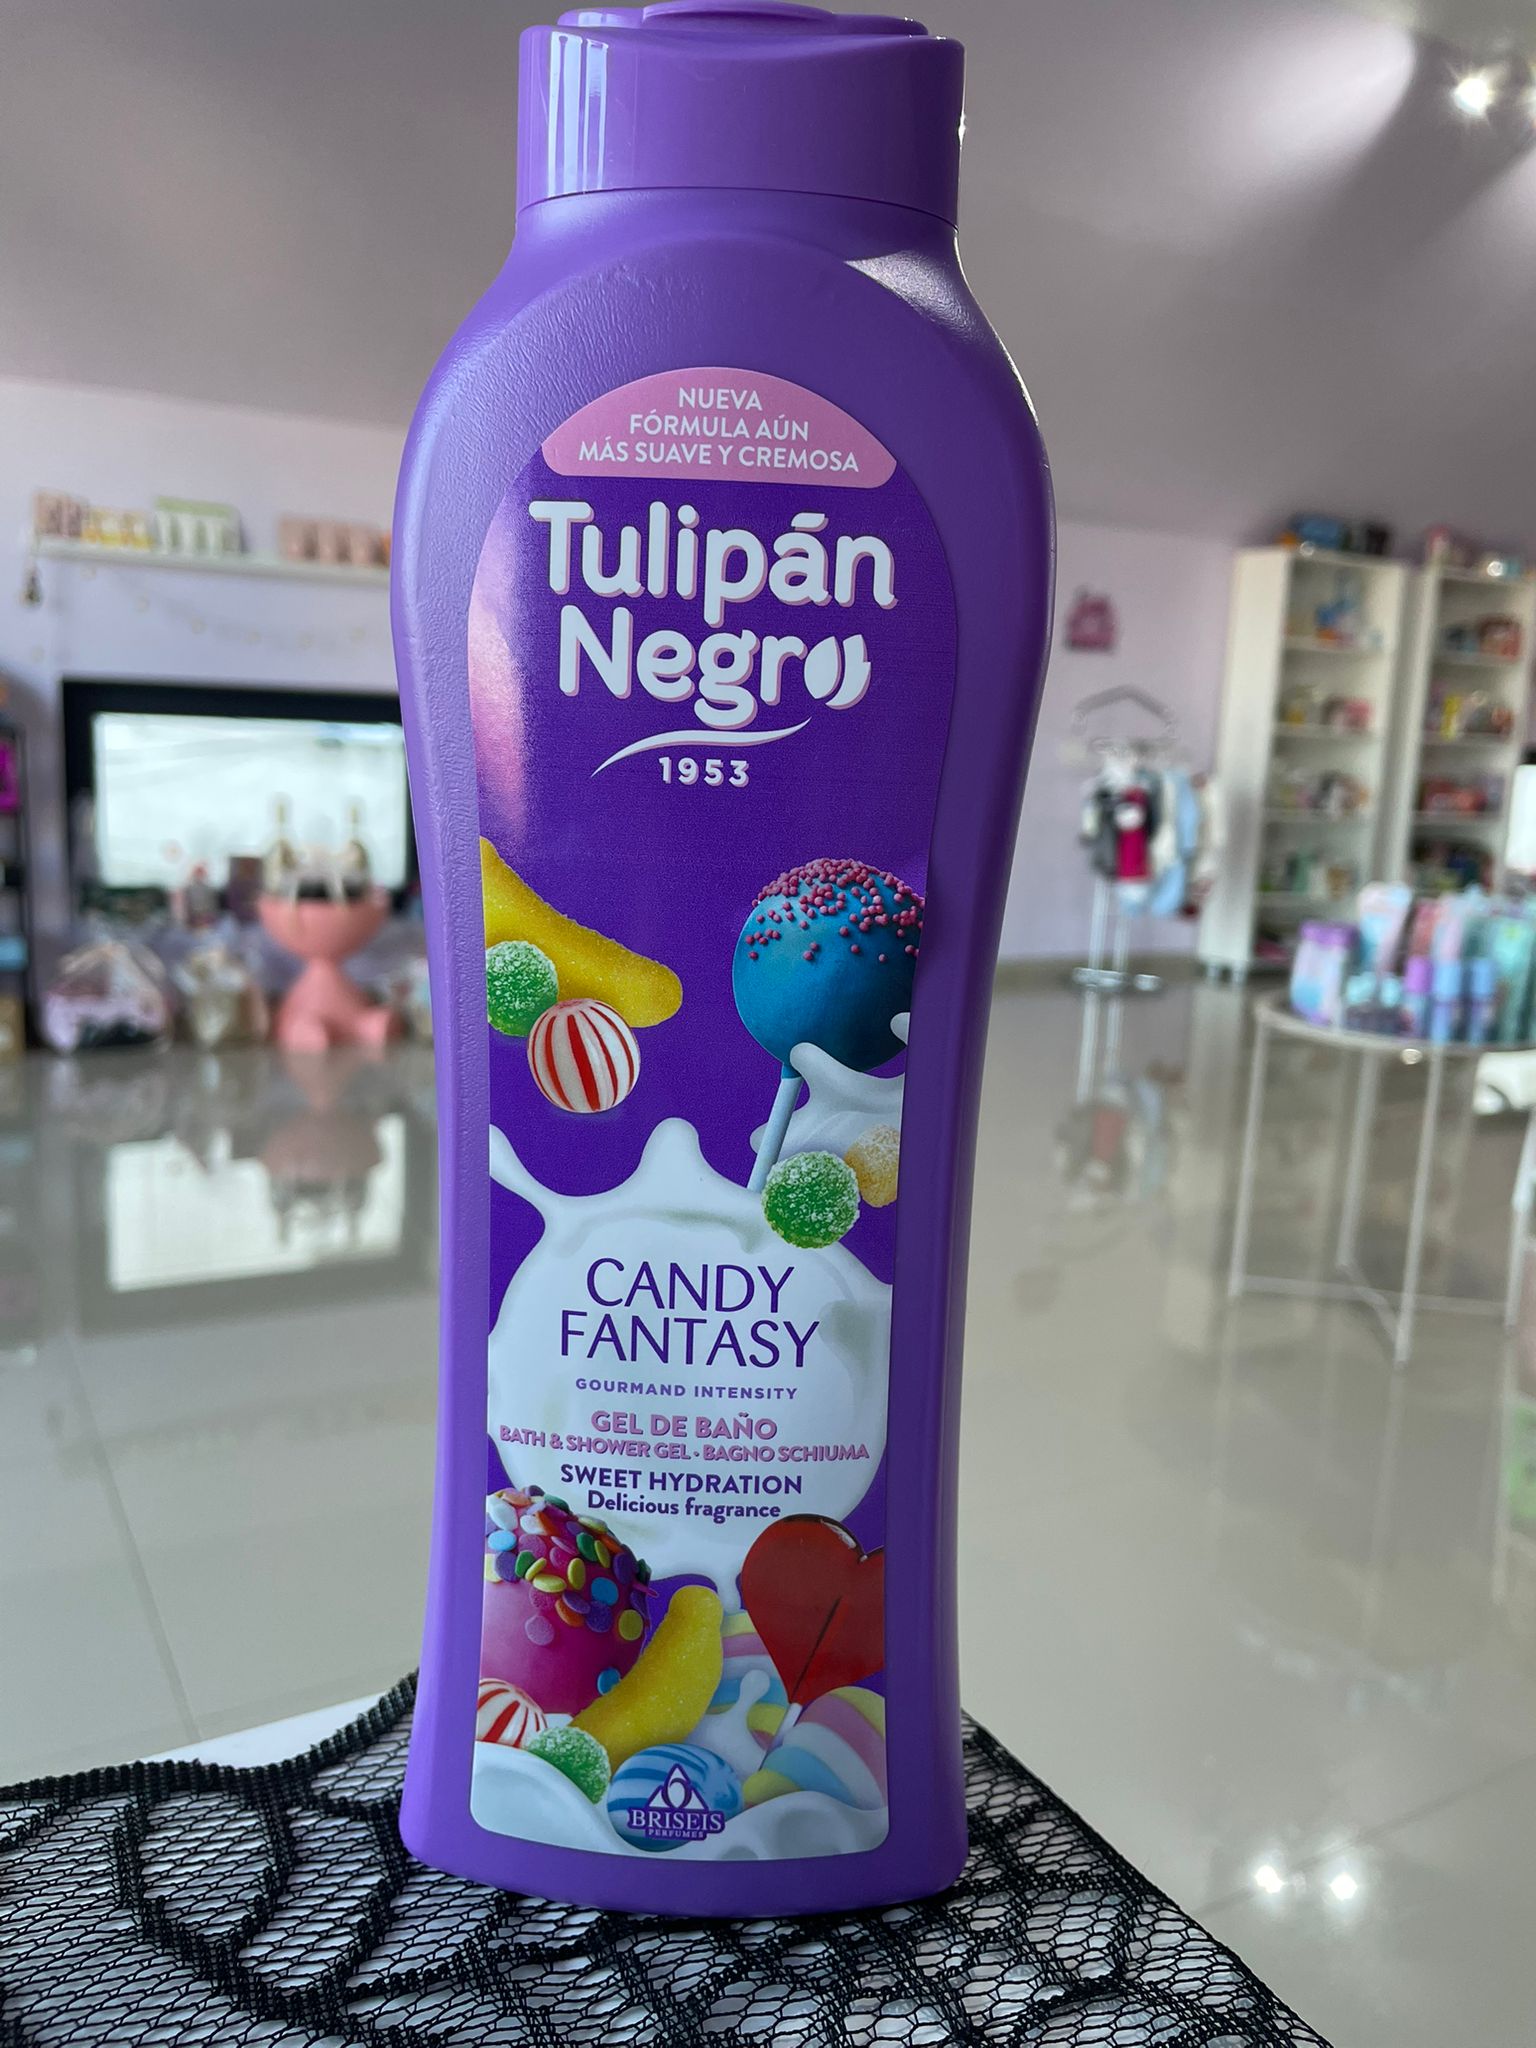 NUEVA
FÓRMULA AÚN
MÁS SUAVE Y CREMOSA
Tulipán
Negro
1953
CANDY
FANTASY
GOURMAND INTENSITY
GEL DE BAÑO
BATH & SHOWER GEL · BAGNO SCHIUMA
SWEET HYDRATION
Delicious fragrance
BRISEIS
PERFUMES